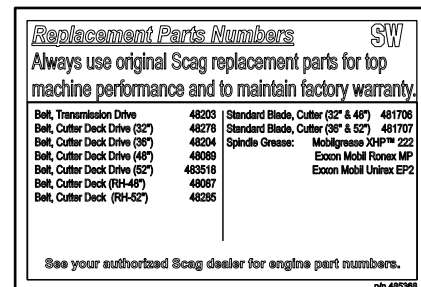 Replacement Parts Numbers SW
Always use original Scag replacement parts for top
machine performance and to maintain factory warranty.
Belt, Transmission Drive 48203
Belt, Cutter Deck Drive (32") 48278
Belt, Cutter Deck Drive (36") 48204
Belt, Cutter Deck Drive (48") 48089
Belt, Cutter Deck Drive (52") 483518
Belt, Cutter Deck (RH-48") 48087
Belt, Cutter Deck (RH-52") 48265
Standard Blade, Cutter (32" & 48") 481706
Standard Blade, Cutter (36" & 52") 481707
Spindle Grease: Mobilgrease XHP™ 222
Exxon Mobil Ronex MP
Exxon Mobil Unirex EP2
See your authorized Scag dealer for engine part numbers.
p/n 485368